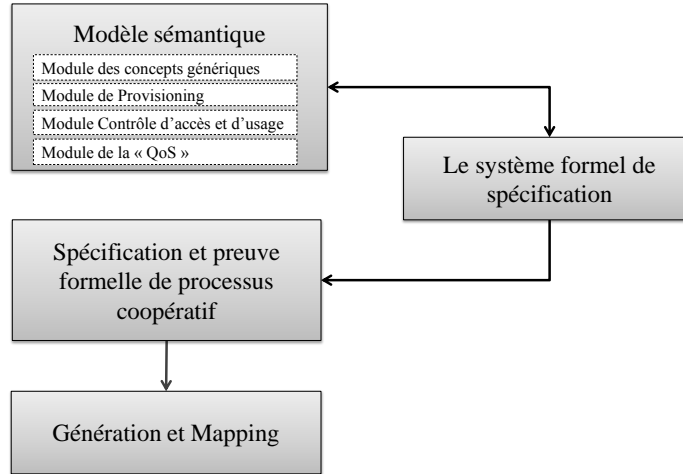 Modèle sémantique
Module des concepts génériques
Module de Provisioning
Module Contrôle d’accès et d’usage
Module de la « QoS »
Le système formel de
spécification
Spécification et preuve
formelle de processus
coopératif
Génération et Mapping